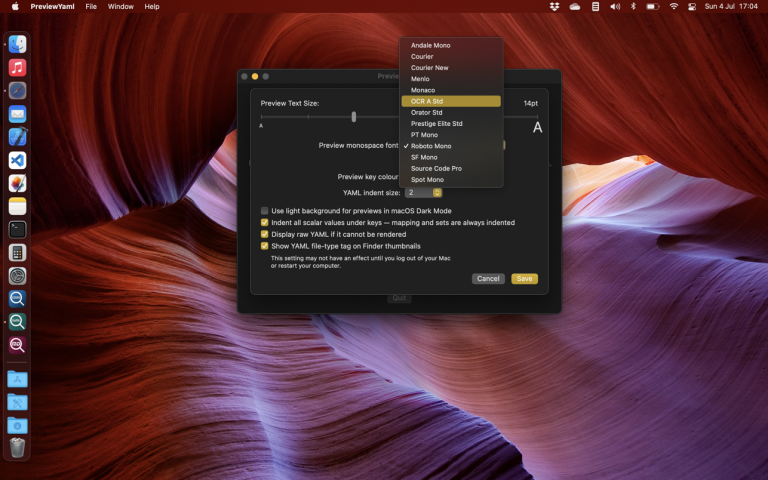 PreviewYaml File Window Help
Sun 4 Jul 17:04
Preview Text Size: 14pt
A A
Preview monospace font
Andale Mono
Courier
Courier New
Menlo
Monaco
OCR A Std
Orator Std
Prestige Elite Std
PT Mono
✓ Roboto Mono
SF Mono
Source Code Pro
Spot Mono
Preview key colour
YAML indent size: 2
Use light background for previews in macOS Dark Mode
Indent all scalar values under keys — mapping and sets are always indented
Display raw YAML if it cannot be rendered
Show YAML file-type tag on Finder thumbnails
This setting may not have an effect until you log out of your Mac
or restart your computer.
Cancel Save
Quit